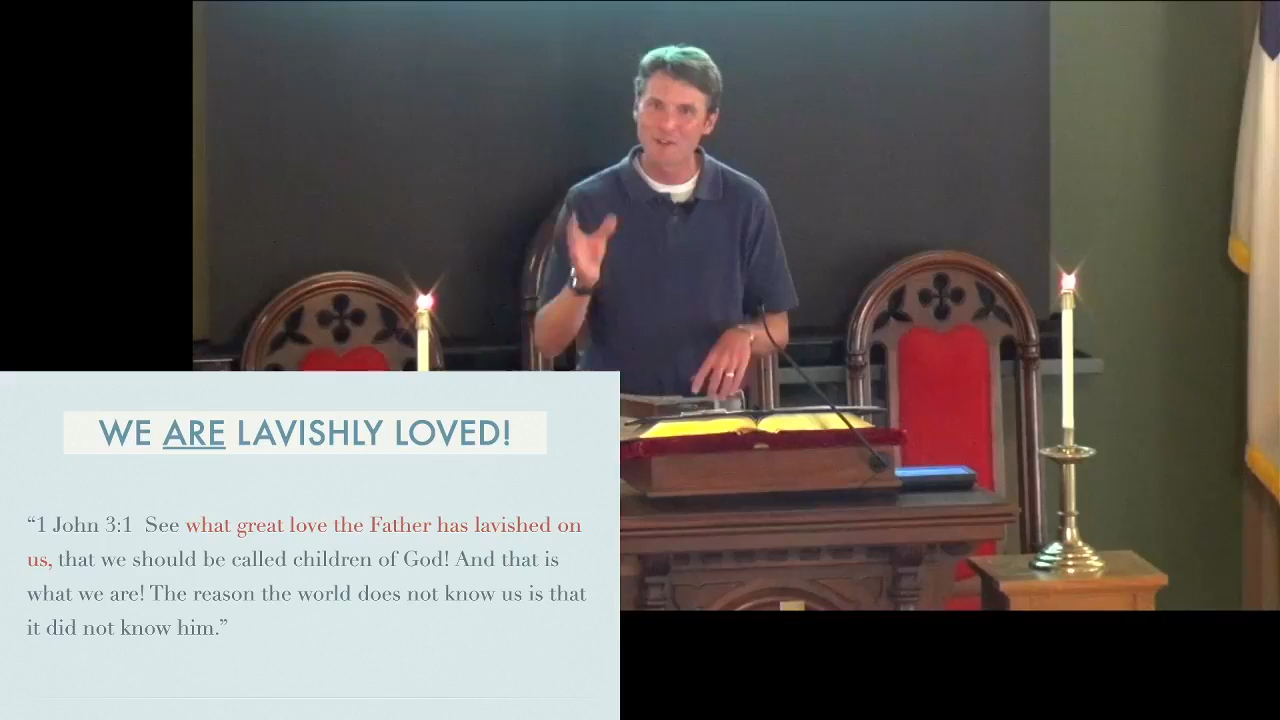 WE ARE LAVISHLY LOVED!
“1 John 3:1 See what great love the Father has lavished on
us, that we should be called children of God! And that is
what we are! The reason the world does not know us is that
it did not know him.”